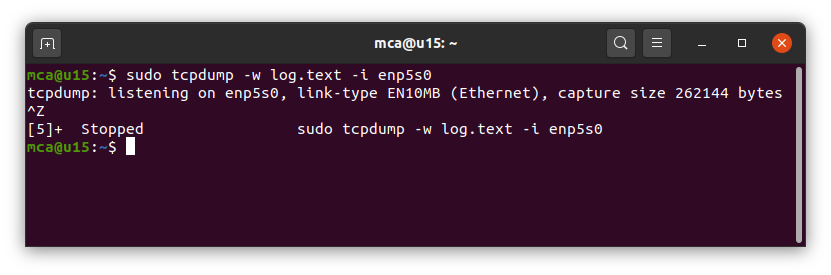 mca@u15: ~
mca@u15:~$ sudo tcpdump -w log.text -i enp5s0
tcpdump: listening on enp5s0, link-type EN10MB (Ethernet), capture size 262144 bytes
^Z
[5]+  Stopped                 sudo tcpdump -w log.text -i enp5s0
mca@u15:~$